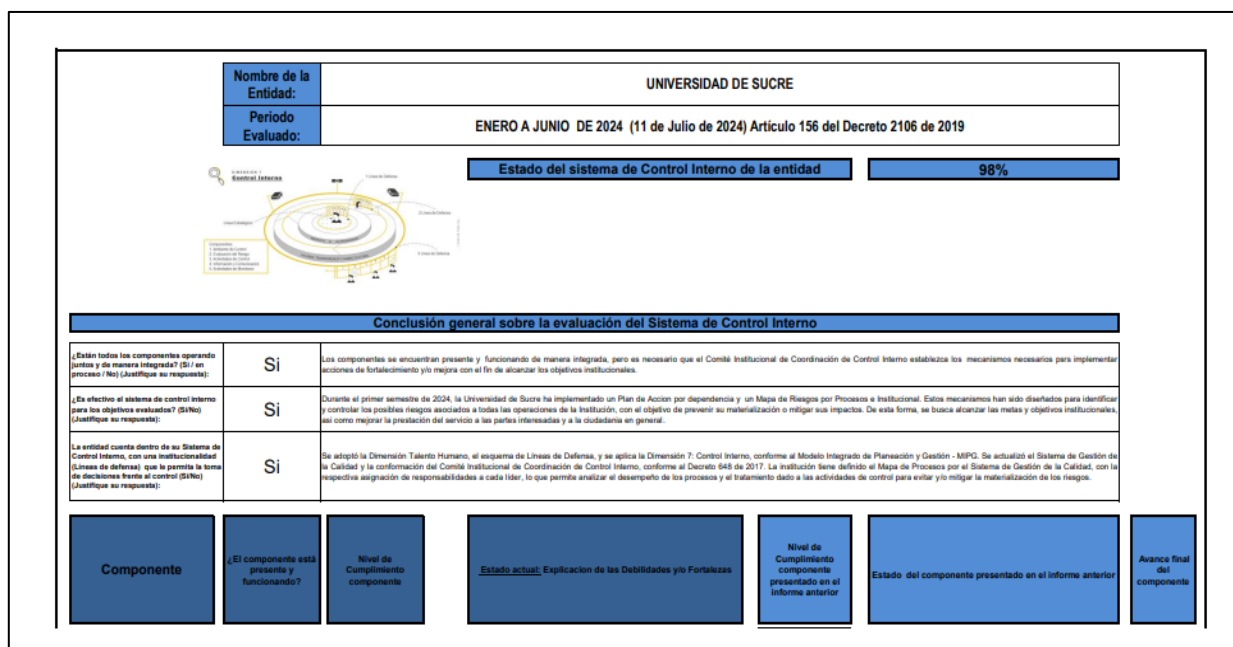 Nombre de la
Entidad:
UNIVERSIDAD DE SUCRE
Periodo
Evaluado:
ENERO A JUNIO DE 2024 (11 de Julio de 2024) Artículo 156 del Decreto 2106 de 2019
Estado del sistema de Control Interno de la entidad
98%
Control Interno
Conclusión general sobre la evaluación del Sistema de Control Interno
¿Están todos los componentes operando
juntos y de manera integrada? (Si / en
proceso / No) (Justifique su respuesta):
Si
Los componentes se encuentran presente y funcionando de manera integrada, pero es necesario que el Comité Institucional de Coordinación de Control Interno establezca los mecanismos necesarios para implementar
acciones de fortalecimiento y/o mejora con el fin de alcanzar los objetivos institucionales.
¿Es efectivo el sistema de control interno
para los objetivos evaluados? (Si/No)
(Justifique su respuesta):
Si
Durante el primer semestre de 2024, la Universidad de Sucre ha implementado un Plan de Accion por dependencia y un Mapa de Riesgos por Procesos e Institucional. Estos mecanismos han sido diseñados para identificar
y controlar los posibles riesgos asociados a todas las operaciones de la Institución, con el objetivo de prevenir su materialización o mitigar sus impactos. De esta forma, se busca alcanzar las metas y objetivos institucionales,
así como mejorar la prestación del servicio a las partes interesadas y a la ciudadanía en general.
La entidad cuenta dentro de su Sistema de
Control Interno, con una institucionalidad
(Líneas de defensa) que le permita la toma
de decisiones frente al control (Si/No)
(Justifique su respuesta):
Si
Se adoptó la Dimensión Talento Humano, el esquema de Líneas de Defensa, y se aplica la Dimensión 7: Control Interno, conforme al Modelo Integrado de Planeación y Gestión - MIPG. Se actualizó el Sistema de Gestión de
la Calidad y la conformación del Comité Institucional de Coordinación de Control Interno, conforme al Decreto 648 de 2017. La institución tiene definido el Mapa de Procesos por el Sistema de Gestión de la Calidad, con la
respectiva asignación de responsabilidades a cada líder, lo que permite analizar el desempeño de los procesos y el tratamiento dado a las actividades de control para evitar y/o mitigar la materialización de los riesgos.
Componente
¿El componente está
presente y
funcionando?
Nivel de
Cumplimiento
componente
Estado actual: Explicacion de las Debilidades y/o Fortalezas
Nivel de
Cumplimiento
componente
presentado en el
informe anterior
Estado del componente presentado en el informe anterior
Avance final
del
componente